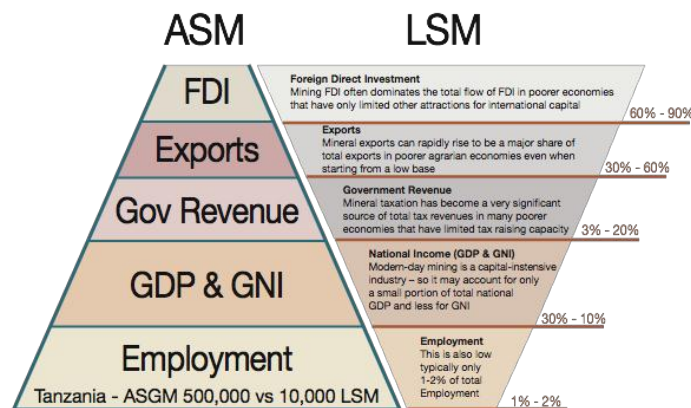 ASM
LSM
FDI
Foreign Direct Investment
Mining FDI often dominates the total flow of FDI in poorer economies
that have only limited other attractions for international capital
60% - 90%
Exports
Exports
Mineral exports can rapidly rise to be a major share of
total exports in poorer agrarian economies even when
starting from a low base
30% - 60%
Gov Revenue
Government Revenue
Mineral taxation has become a very significant
source of total tax revenues in many poorer
economies that have limited tax raising capacity
3% - 20%
GDP & GNI
National Income (GDP & GNI)
Modern-day mining is a capital-instensive
industry – so it may account for only
a small portion of total national
GDP and less for GNI
30% - 10%
Employment
Tanzania - ASGM 500,000 vs 10,000 LSM
Employment
This is also low
typically only
1-2% of total
Employment
1% - 2%